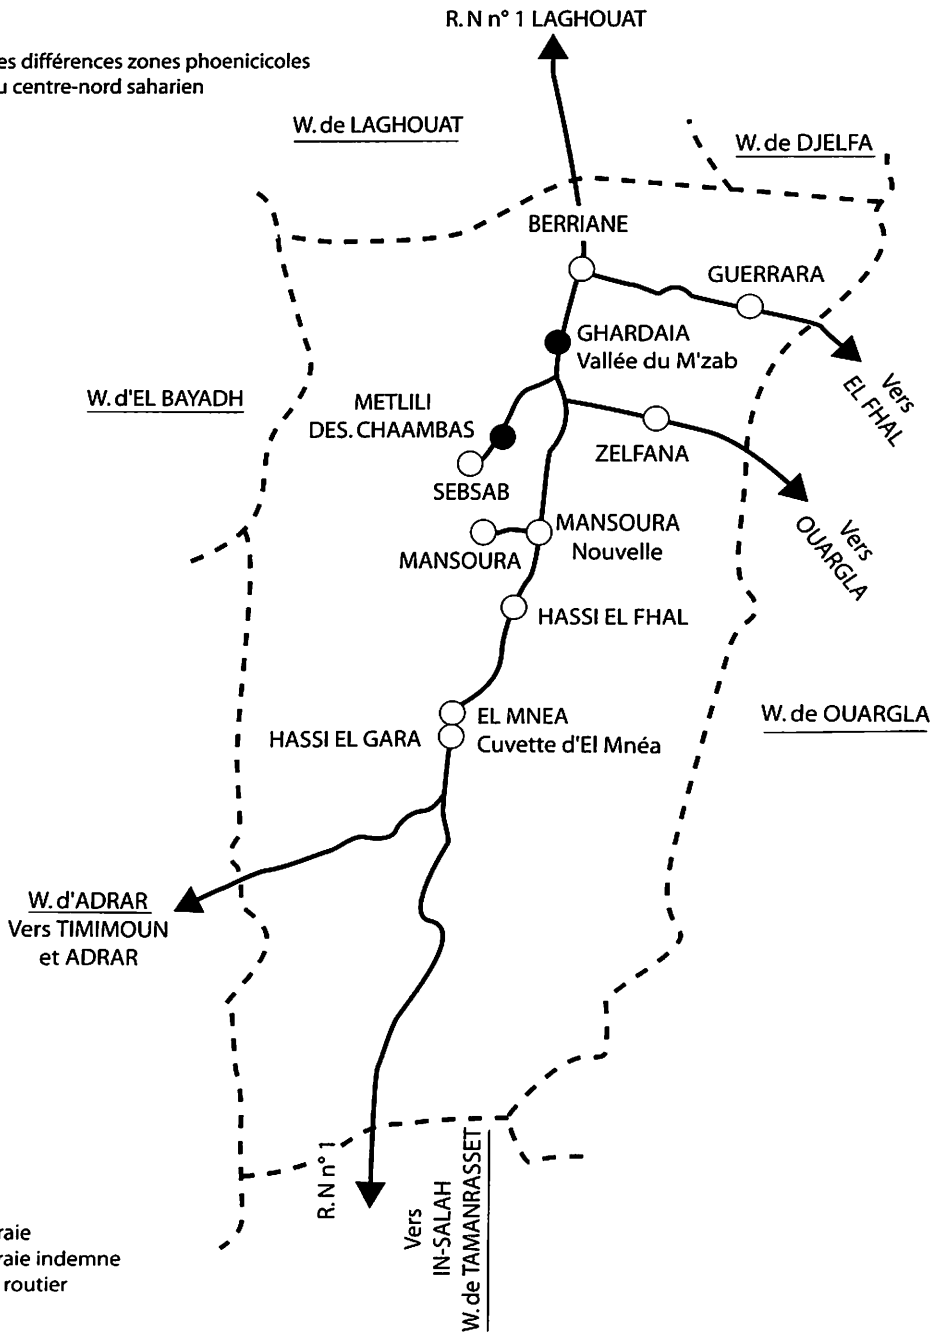 R.N n° 1 LAGHOUAT
es différences zones phoenicicoles
u centre-nord saharien
W. de LAGHOUAT
W. de DJELFA
BERRIANE
GUERRARA
GHARDAIA
Vallée du M'zab
Vers
EL FHAL
W. d'EL BAYADH
METLILI
DES. CHAAMBAS
ZELFANA
SEBSAB
Vers
OUARGLA
MANSOURA
Nouvelle
MANSOURA
HASSI EL FHAL
W. de OUARGLA
EL MNEA
Cuvette d'El Mnéa
HASSI EL GARA
W. d'ADRAR
Vers TIMIMOUN
et ADRAR
R. N n° 1
Vers
IN-SALAH
W. de TAMANRASSET
raie
raie indemne
routier